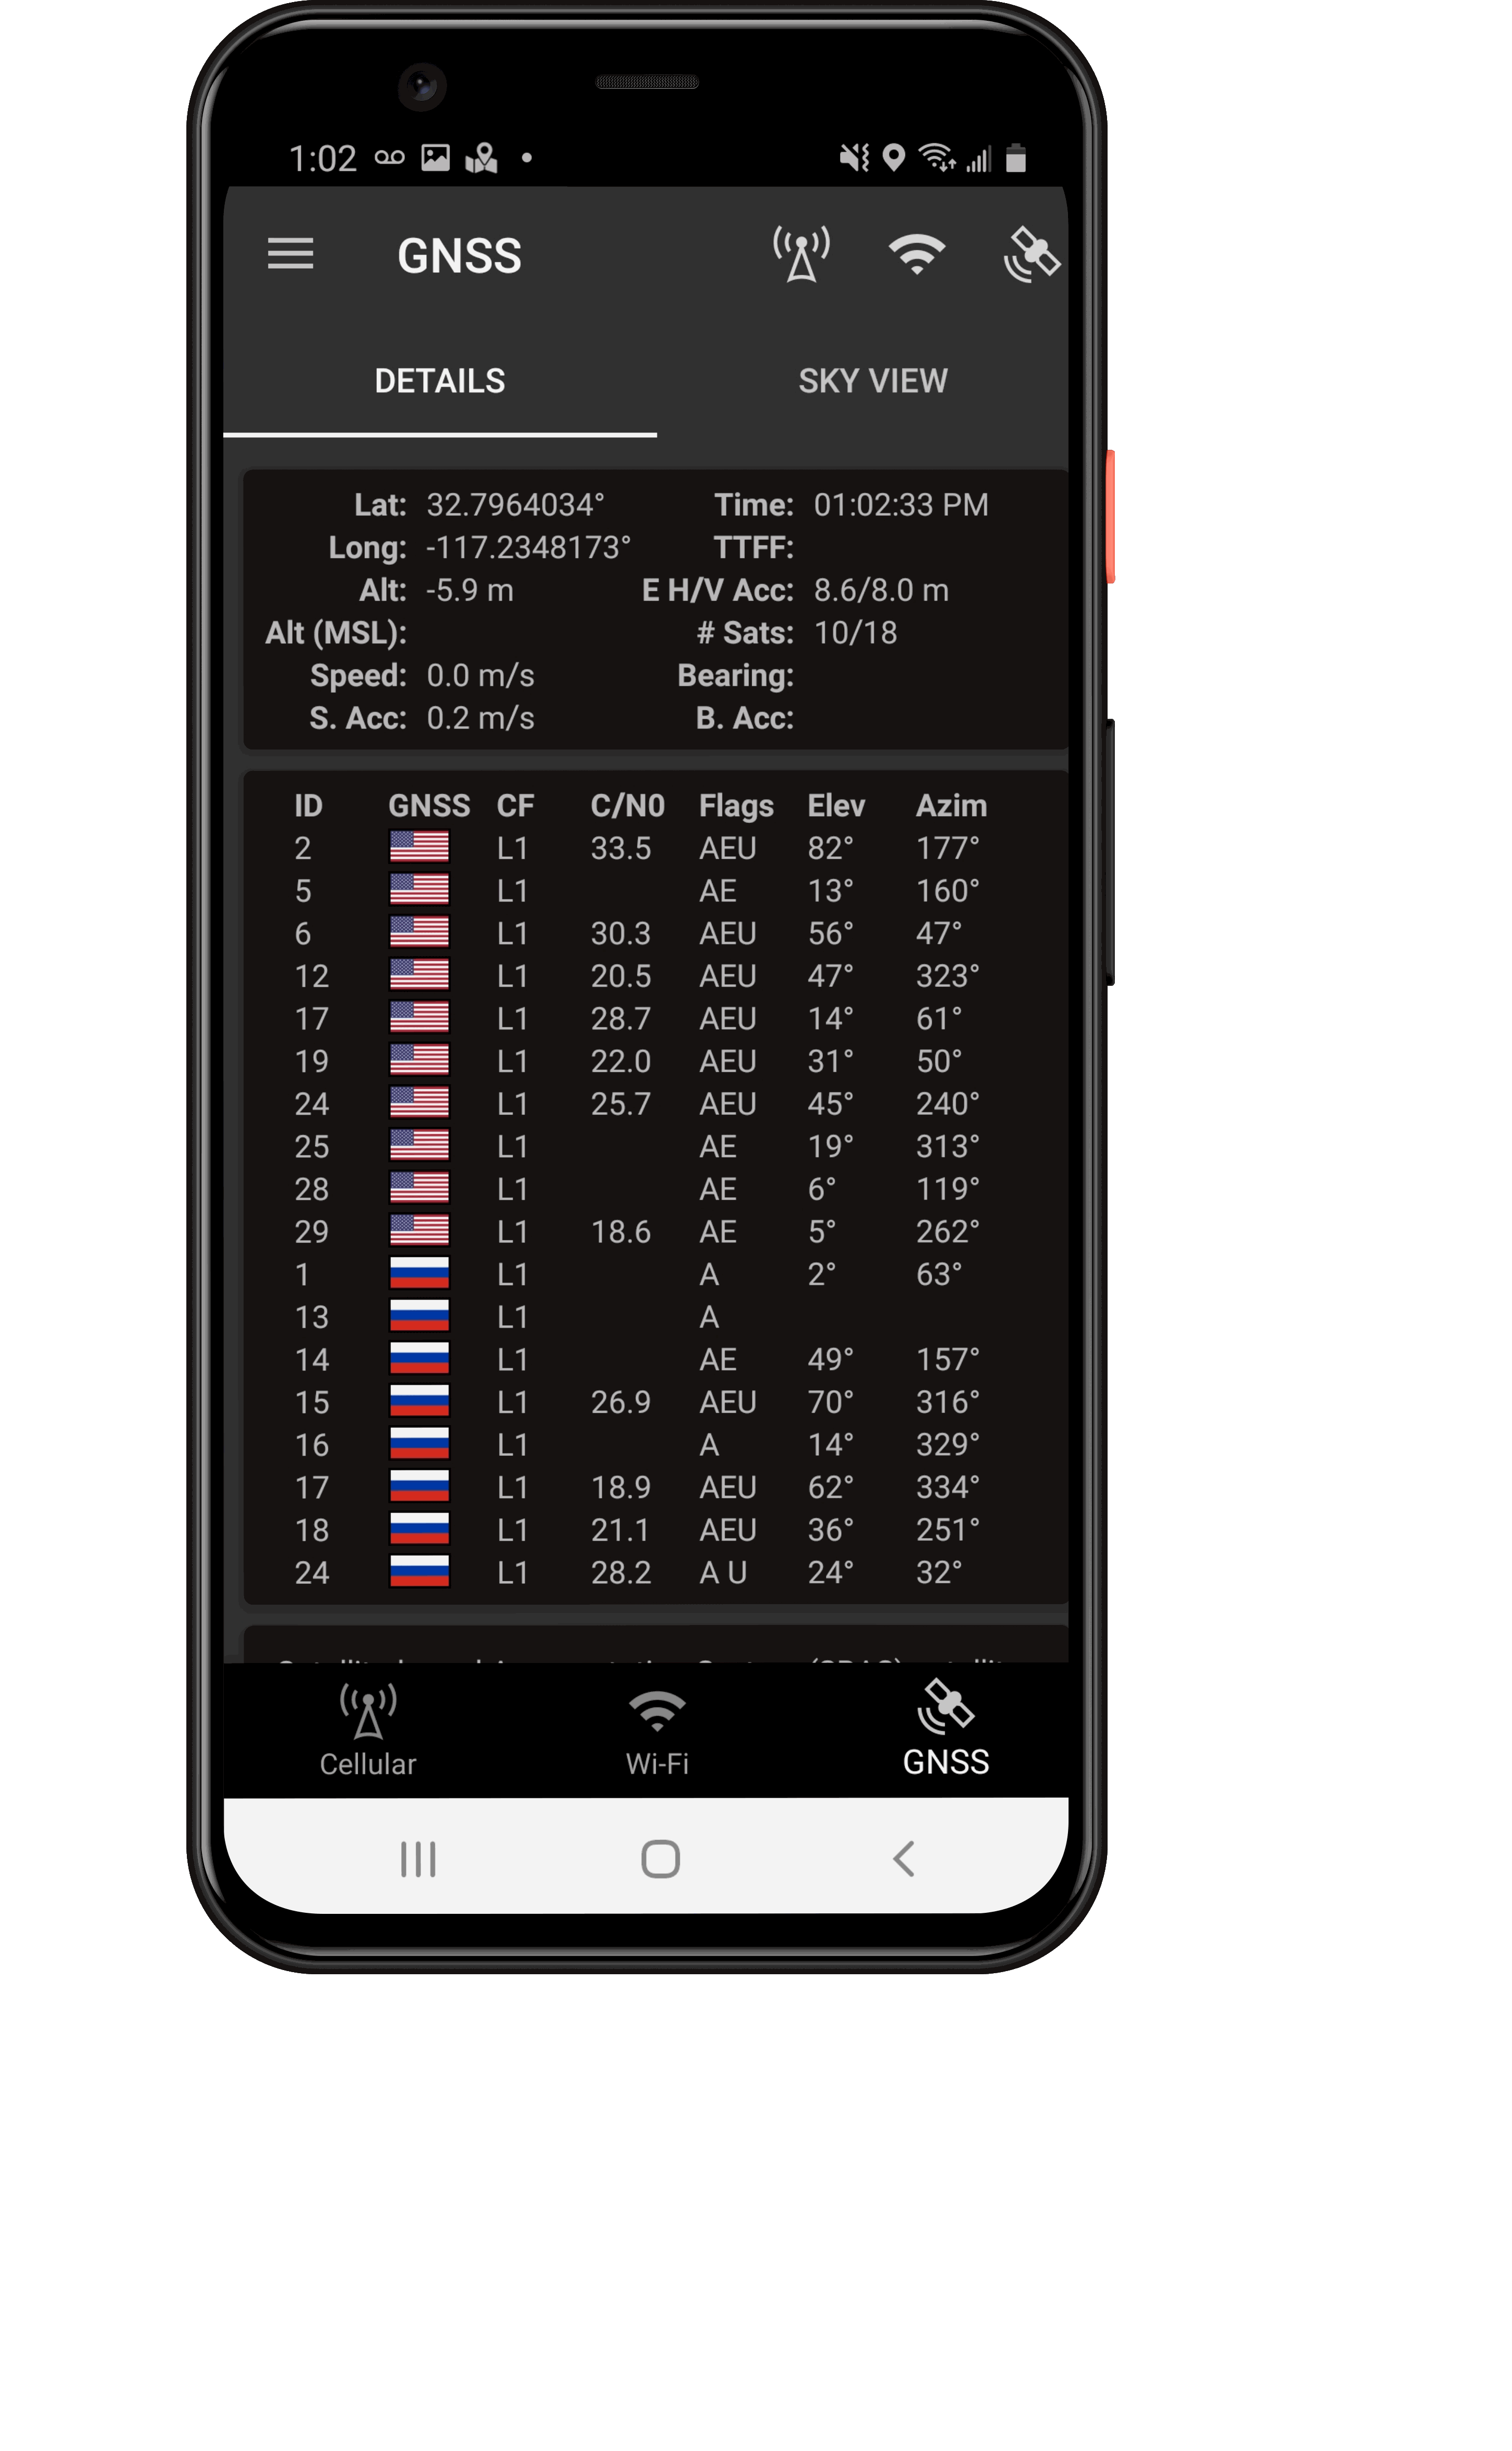 1:02
GNSS
DETAILS SKY VIEW
Lat: 32.7964034° Time: 01:02:33 PM
Long: -117.2348173° TTFF:
Alt: -5.9 m E H/V Acc: 8.6/8.0 m
Alt (MSL): # Sats: 10/18
Speed: 0.0 m/s Bearing:
S. Acc: 0.2 m/s B. Acc:
ID GNSS CF C/N0 Flags Elev Azim
2 L1 33.5 AEU 82° 177°
5 L1 AE 13° 160°
6 L1 30.3 AEU 56° 47°
12 L1 20.5 AEU 47° 323°
17 L1 28.7 AEU 14° 61°
19 L1 22.0 AEU 31° 50°
24 L1 25.7 AEU 45° 240°
25 L1 AE 19° 313°
28 L1 AE 6° 119°
29 L1 18.6 AE 5° 262°
1 L1 A 2° 63°
13 L1 A
14 L1 AE 49° 157°
15 L1 26.9 AEU 70° 316°
16 L1 A 14° 329°
17 L1 18.9 AEU 62° 334°
18 L1 21.1 AEU 36° 251°
24 L1 28.2 A U 24° 32°
Cellular Wi-Fi GNSS